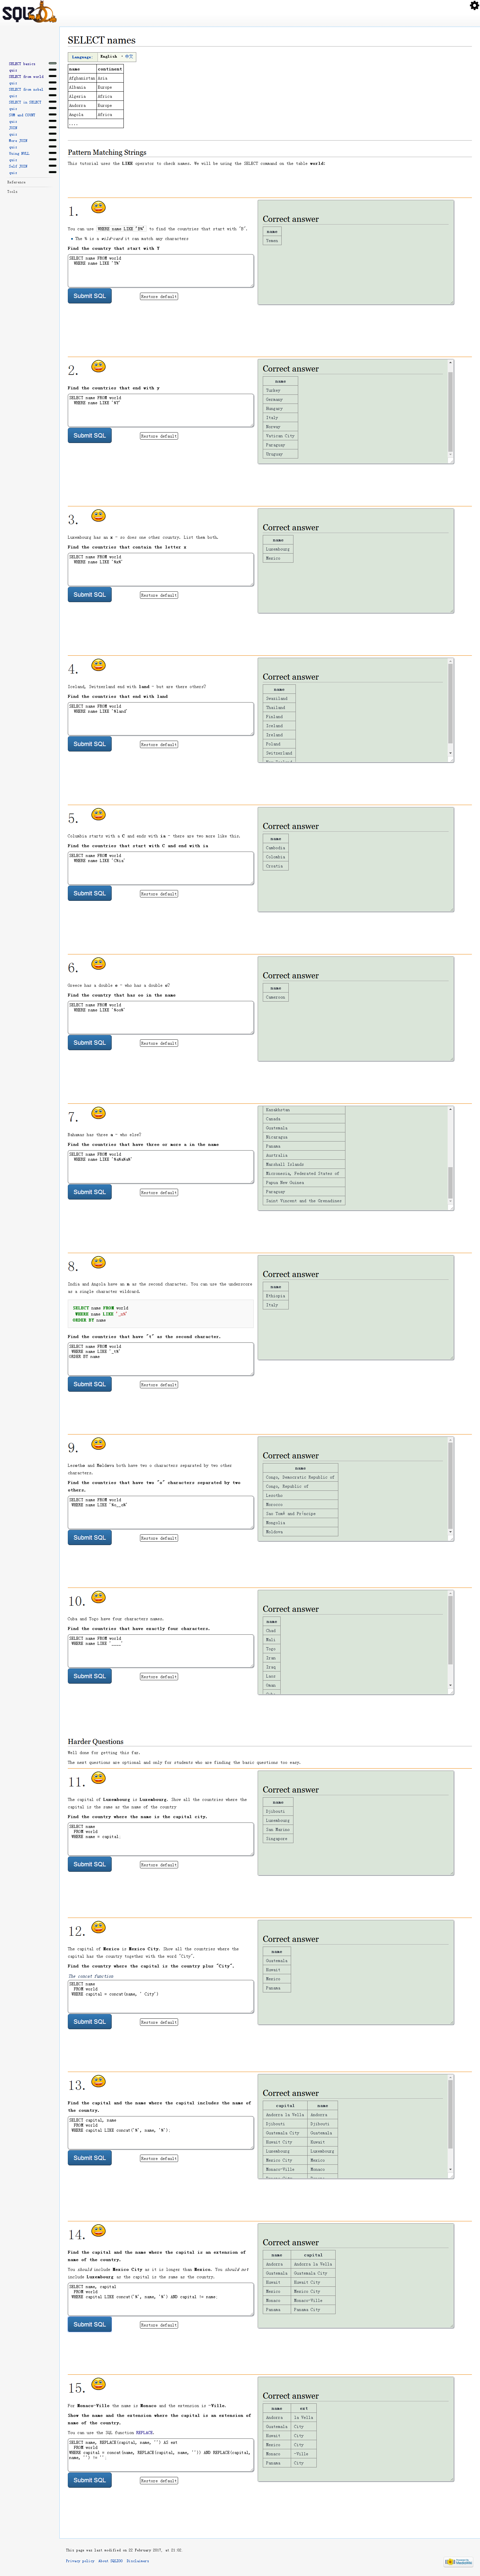 SQLZOO
SELECT basics
quiz
SELECT from world
quiz
SELECT from nobel
quiz
SELECT in SELECT
quiz
SUM and COUNT
quiz
JOIN
quiz
More JOIN
quiz
Using NULL
quiz
Self JOIN
quiz
Reference
Tools
SELECT names
Language: English • 中文
name continent
Afghanistan Asia
Albania Europe
Algeria Africa
Andorra Europe
Angola Africa
....
Pattern Matching Strings
This tutorial uses the LIKE operator to check names. We will be using the SELECT command on the table world:
1.
You can use WHERE name LIKE 'B%' to find the countries that start with "B".
The % is a wild-card it can match any characters
Find the country that start with Y
SELECT name FROM world
WHERE name LIKE 'Y%'
Submit SQL Restore default
Correct answer
name
Yemen
2.
Find the countries that end with y
SELECT name FROM world
WHERE name LIKE '%Y'
Submit SQL Restore default
Correct answer
name
Turkey
Germany
Hungary
Italy
Norway
Vatican City
Paraguay
Uruguay
3.
Luxembourg has an x - so does one other country. List them both.
Find the countries that contain the letter x
SELECT name FROM world
WHERE name LIKE '%x%'
Submit SQL Restore default
Correct answer
name
Luxembourg
Mexico
4.
Iceland, Switzerland end with land - but are there others?
Find the countries that end with land
SELECT name FROM world
WHERE name LIKE '%land'
Submit SQL Restore default
Correct answer
name
Swaziland
Thailand
Finland
Iceland
Ireland
Poland
Switzerland
New Zealand
5.
Columbia starts with a C and ends with ia - there are two more like this.
Find the countries that start with C and end with ia
SELECT name FROM world
WHERE name LIKE 'C%ia'
Submit SQL Restore default
Correct answer
name
Cambodia
Colombia
Croatia
6.
Greece has a double e - who has a double o?
Find the country that has oo in the name
SELECT name FROM world
WHERE name LIKE '%oo%'
Submit SQL Restore default
Correct answer
name
Cameroon
7.
Bahamas has three a - who else?
Find the countries that have three or more a in the name
SELECT name FROM world
WHERE name LIKE '%a%a%a%'
Submit SQL Restore default
Kazakhstan
Canada
Guatemala
Nicaragua
Panama
Australia
Marshall Islands
Micronesia, Federated States of
Papua New Guinea
Paraguay
Saint Vincent and the Grenadines
8.
India and Angola have an n as the second character. You can use the underscore
as a single character wildcard.
SELECT name FROM world
WHERE name LIKE '_n%'
ORDER BY name
Find the countries that have "t" as the second character.
SELECT name FROM world
WHERE name LIKE '_t%'
ORDER BY name
Submit SQL Restore default
Correct answer
name
Ethiopia
Italy
9.
Lesotho and Moldova both have two o characters separated by two other
characters.
Find the countries that have two "o" characters separated by two
others.
SELECT name FROM world
WHERE name LIKE '%o__o%'
Submit SQL Restore default
Correct answer
name
Congo, Democratic Republic of
Congo, Republic of
Lesotho
Morocco
Mongolia
Moldova
10.
Cuba and Togo have four characters names.
Find the countries that have exactly four characters.
SELECT name FROM world
WHERE name LIKE '____'
Submit SQL Restore default
Correct answer
name
Chad
Mali
Togo
Iran
Iraq
Laos
Oman
Cuba
Harder Questions
Well done for getting this far.
The next questions are optional and only for students who are finding the basic questions too easy.
11.
The capital of Luxembourg is Luxembourg. Show all the countries where the
capital is the same as the name of the country
Find the country where the name is the capital city.
SELECT name
FROM world
WHERE name = capital
Submit SQL Restore default
Correct answer
name
Djibouti
Luxembourg
San Marino
Singapore
12.
The capital of Mexico is Mexico City. Show all the countries where the
capital has the country together with the word "City".
Find the country where the capital is the country plus "City".
The concat function
SELECT name
FROM world
WHERE capital = concat(name, ' City')
Submit SQL Restore default
Correct answer
name
Guatemala
Kuwait
Mexico
Panama
13.
Find the capital and the name where the capital includes the name of
the country.
SELECT capital, name
FROM world
WHERE capital LIKE concat('%', name, '%')
Submit SQL Restore default
Correct answer
capital name
Andorra la Vella Andorra
Djibouti Djibouti
Guatemala City Guatemala
Kuwait City Kuwait
Luxembourg Luxembourg
Mexico City Mexico
Monaco-Ville Monaco
Panama City Panama
14.
Find the capital and the name where the capital is an extension
of name of the country.
You should include Mexico City as it is longer than Mexico. You should not
include Luxembourg as the capital is the same as the country.
SELECT name, capital
FROM world
WHERE capital LIKE concat('%', name, '%') AND capital != name
Submit SQL Restore default
Correct answer
name capital
Andorra Andorra la Vella
Guatemala Guatemala City
Kuwait Kuwait City
Mexico Mexico City
Monaco Monaco-Ville
Panama Panama City
15.
For Monaco-Ville the name is Monaco and the extension is -Ville.
Show the name and the extension where the capital is an extension
of name of the country.
You can use the SQL function REPLACE.
SELECT name, REPLACE(capital, name, '') AS ext
FROM world
WHERE capital = concat(name, REPLACE(capital, name, '')) AND REPLACE(capital,
name, '') != ''
Submit SQL Restore default
Correct answer
name ext
Andorra la Vella
Guatemala City
Kuwait City
Mexico City
Monaco -Ville
Panama City
This page was last modified on 22 February 2017, at 21:02.
Privacy policy About SQLZOO Disclaimers